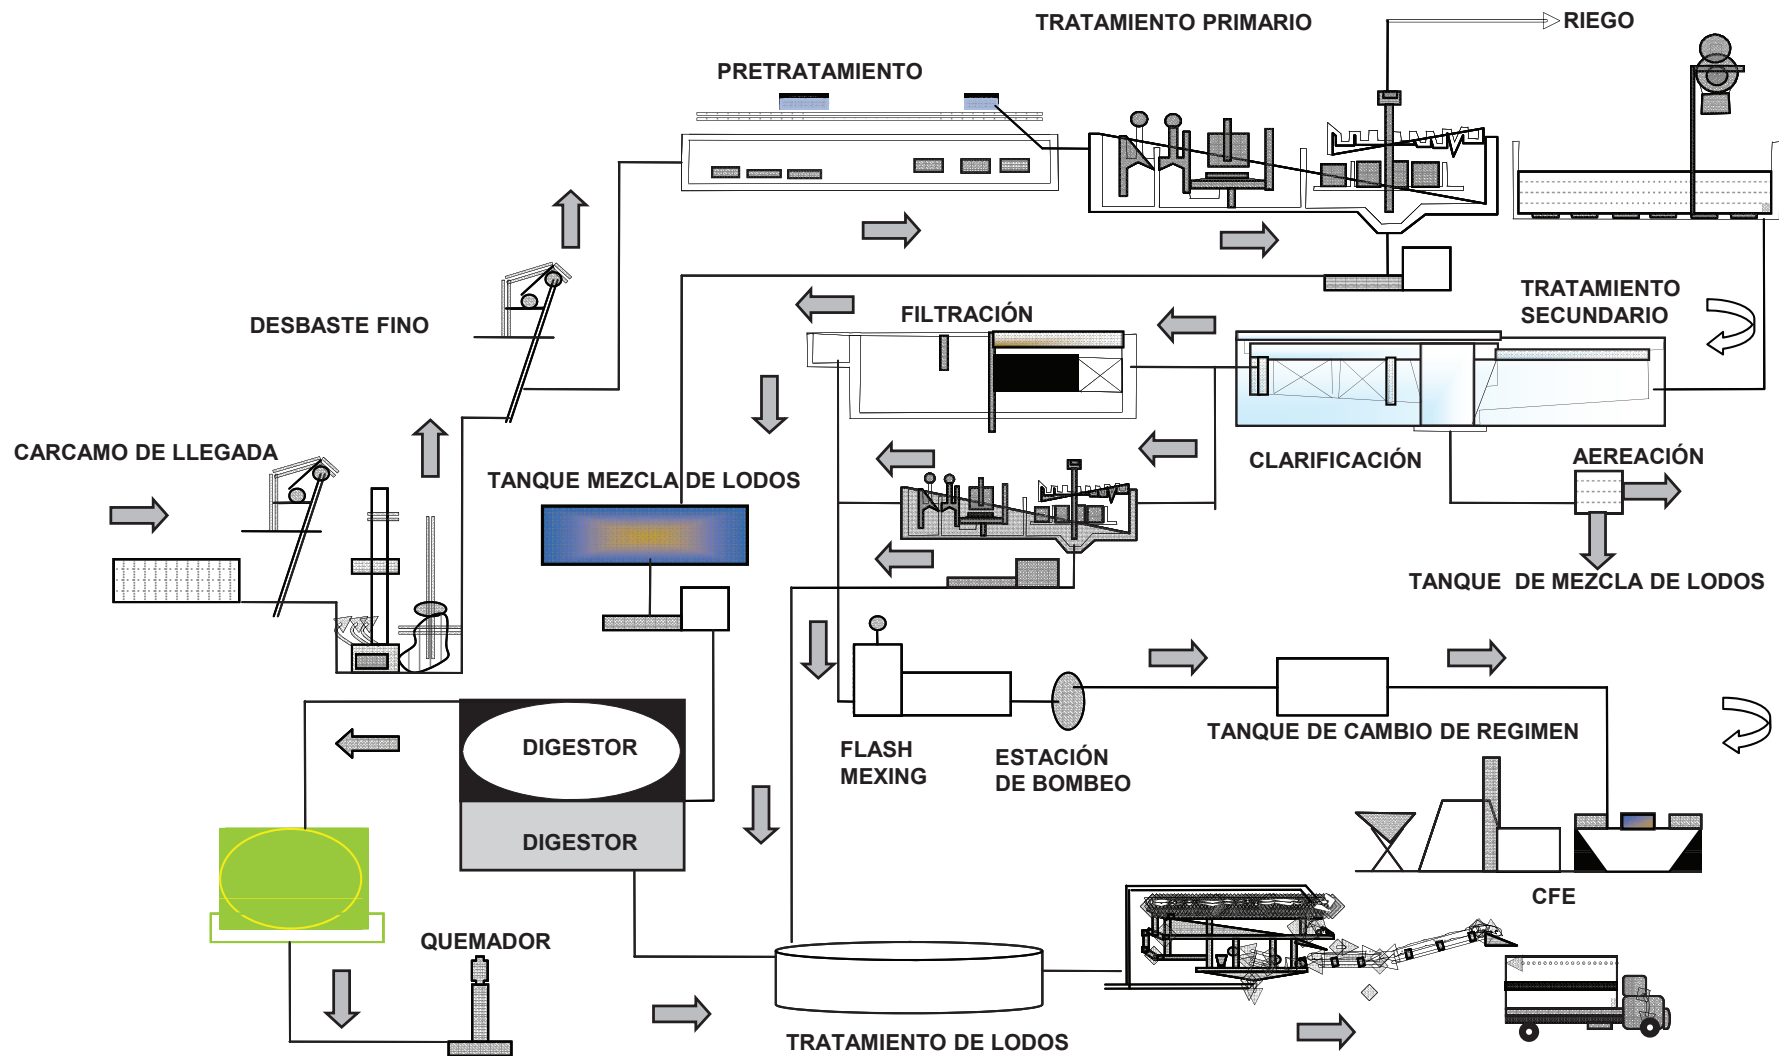 TRATAMIENTO PRIMARIO
RIEGO
PRETRATAMIENTO
DESBASTE FINO
FILTRACIÓN
TRATAMIENTO
SECUNDARIO
CARCAMO DE LLEGADA
TANQUE MEZCLA DE LODOS
CLARIFICACIÓN
AEREACIÓN
TANQUE DE MEZCLA DE LODOS
DIGESTOR
DIGESTOR
FLASH
MEXING
ESTACIÓN
DE BOMBEO
TANQUE DE CAMBIO DE REGIMEN
CFE
QUEMADOR
TRATAMIENTO DE LODOS